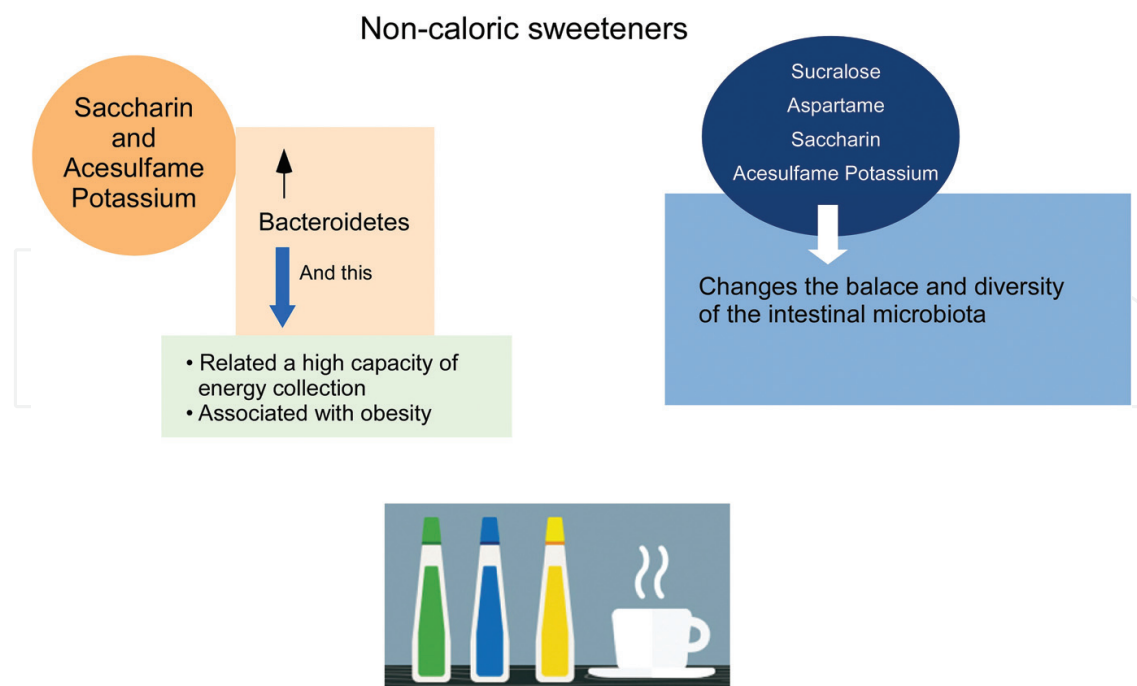 Non-caloric sweeteners
Saccharin
and
Acesulfame
Potassium
Bacteroidetes
And this
• Related a high capacity of
energy collection
• Associated with obesity
Sucralose
Aspartame
Saccharin
Acesulfame Potassium
Changes the balace and diversity
of the intestinal microbiota